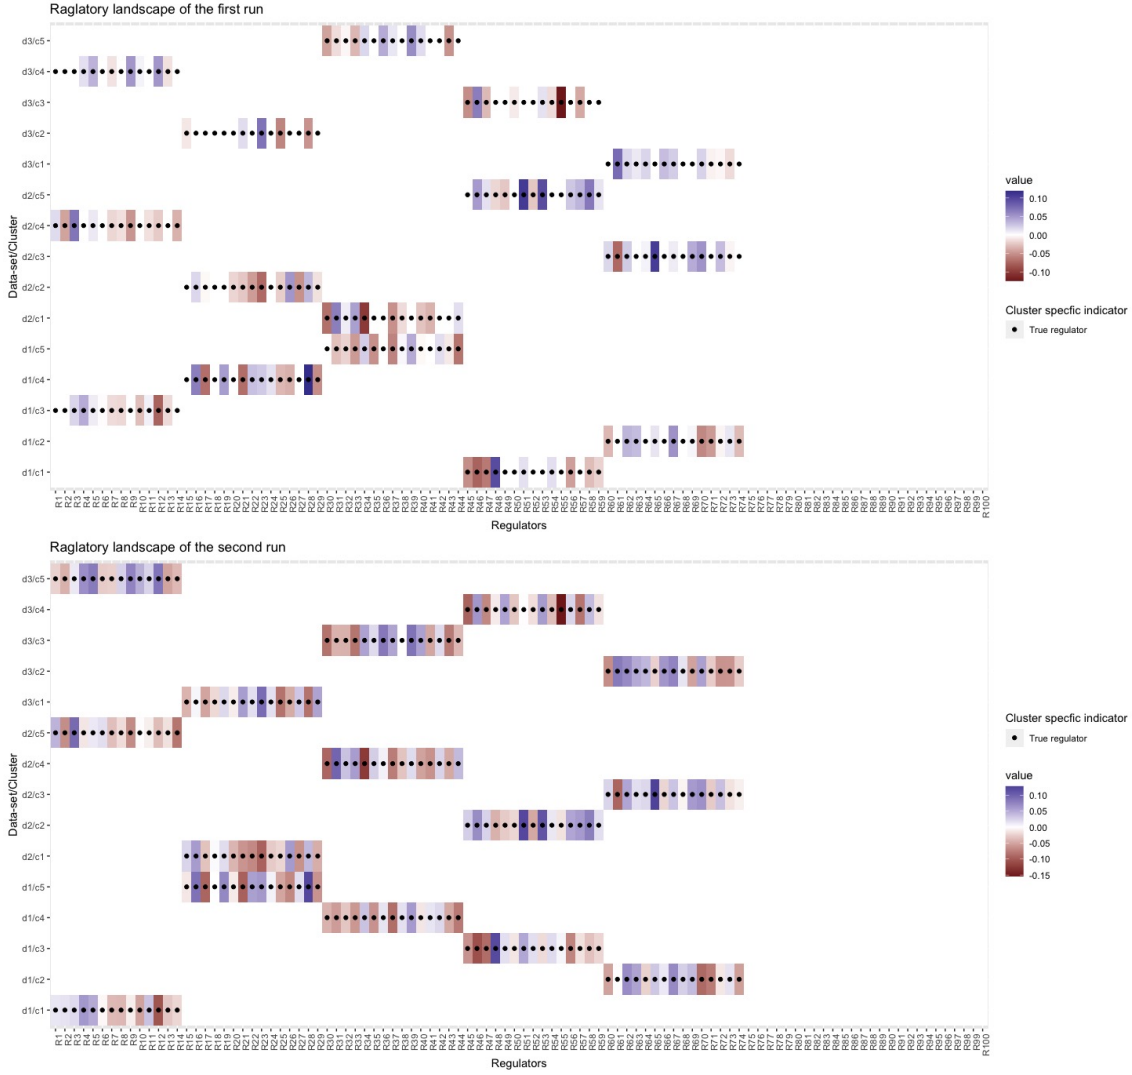 Raglatory landscape of the first run
d3/c5
d3/c4
d3/c3
d3/c2
d3/c1
d2/c5
d2/c4
d2/c3
d2/c2
d2/c1
d1/c5
d1/c4
d1/c3
d1/c2
d1/c1
Data-set/Cluster
R1 R2 R3 R4 R5 R6 R7 R8 R9 R10 R11 R12 R13 R14 R15 R16 R17 R18 R19 R20 R21 R22 R23 R24 R25 R26 R27 R28 R29 R30 R31 R32 R33 R34 R35 R36 R37 R38 R39 R40 R41 R42 R43 R44 R45 R46 R47 R48 R49 R50 R51 R52 R53 R54 R55 R56 R57 R58 R59 R60 R61 R62 R63 R64 R65 R66 R67 R68 R69 R70 R71 R72 R73 R74 R75 R76 R77 R78 R79 R80 R81 R82 R83 R84 R85 R86 R87 R88 R89 R90 R91 R92 R93 R94 R95 R96 R97 R98 R99 R100
Regulators
value
0.10
0.05
0.00
-0.05
-0.10
Cluster specfic indicator
True regulator
Raglatory landscape of the second run
d3/c5
d3/c4
d3/c3
d3/c2
d3/c1
d2/c5
d2/c4
d2/c3
d2/c2
d2/c1
d1/c5
d1/c4
d1/c3
d1/c2
d1/c1
Data-set/Cluster
R1 R2 R3 R4 R5 R6 R7 R8 R9 R10 R11 R12 R13 R14 R15 R16 R17 R18 R19 R20 R21 R22 R23 R24 R25 R26 R27 R28 R29 R30 R31 R32 R33 R34 R35 R36 R37 R38 R39 R40 R41 R42 R43 R44 R45 R46 R47 R48 R49 R50 R51 R52 R53 R54 R55 R56 R57 R58 R59 R60 R61 R62 R63 R64 R65 R66 R67 R68 R69 R70 R71 R72 R73 R74 R75 R76 R77 R78 R79 R80 R81 R82 R83 R84 R85 R86 R87 R88 R89 R90 R91 R92 R93 R94 R95 R96 R97 R98 R99 R100
Regulators
Cluster specfic indicator
True regulator
value
0.10
0.05
0.00
-0.05
-0.10
-0.15